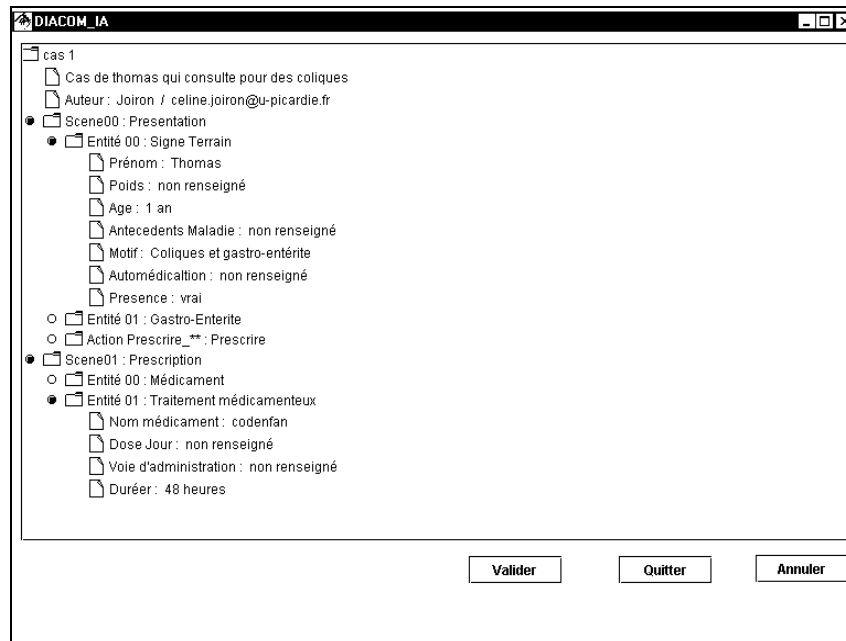 DIACOM_IA
cas 1
Cas de thomas qui consulte pour des coliques
Auteur : Joiron / celine.joiron@u-picardie.fr
Scene00 : Presentation
Entité 00 : Signe Terrain
Prénom : Thomas
Poids : non renseigné
Age : 1 an
Antecedents Maladie : non renseigné
Motif : Coliques et gastro-entérite
Automédicaltion : non renseigné
Presence : vrai
Entité 01 : Gastro-Enterite
Action Prescrire_** : Prescrire
Scene01 : Prescription
Entité 00 : Médicament
Entité 01 : Traitement médicamenteux
Nom médicament : codenfan
Dose Jour : non renseigné
Voie d'administration : non renseigné
Duréer : 48 heures
Valider Quitter Annuler